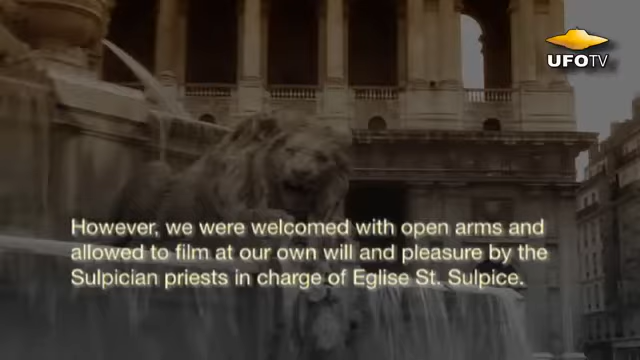 UFOTV
However, we were welcomed with open arms and
allowed to film at our own will and pleasure by the
Sulpician priests in charge of Eglise St. Sulpice.